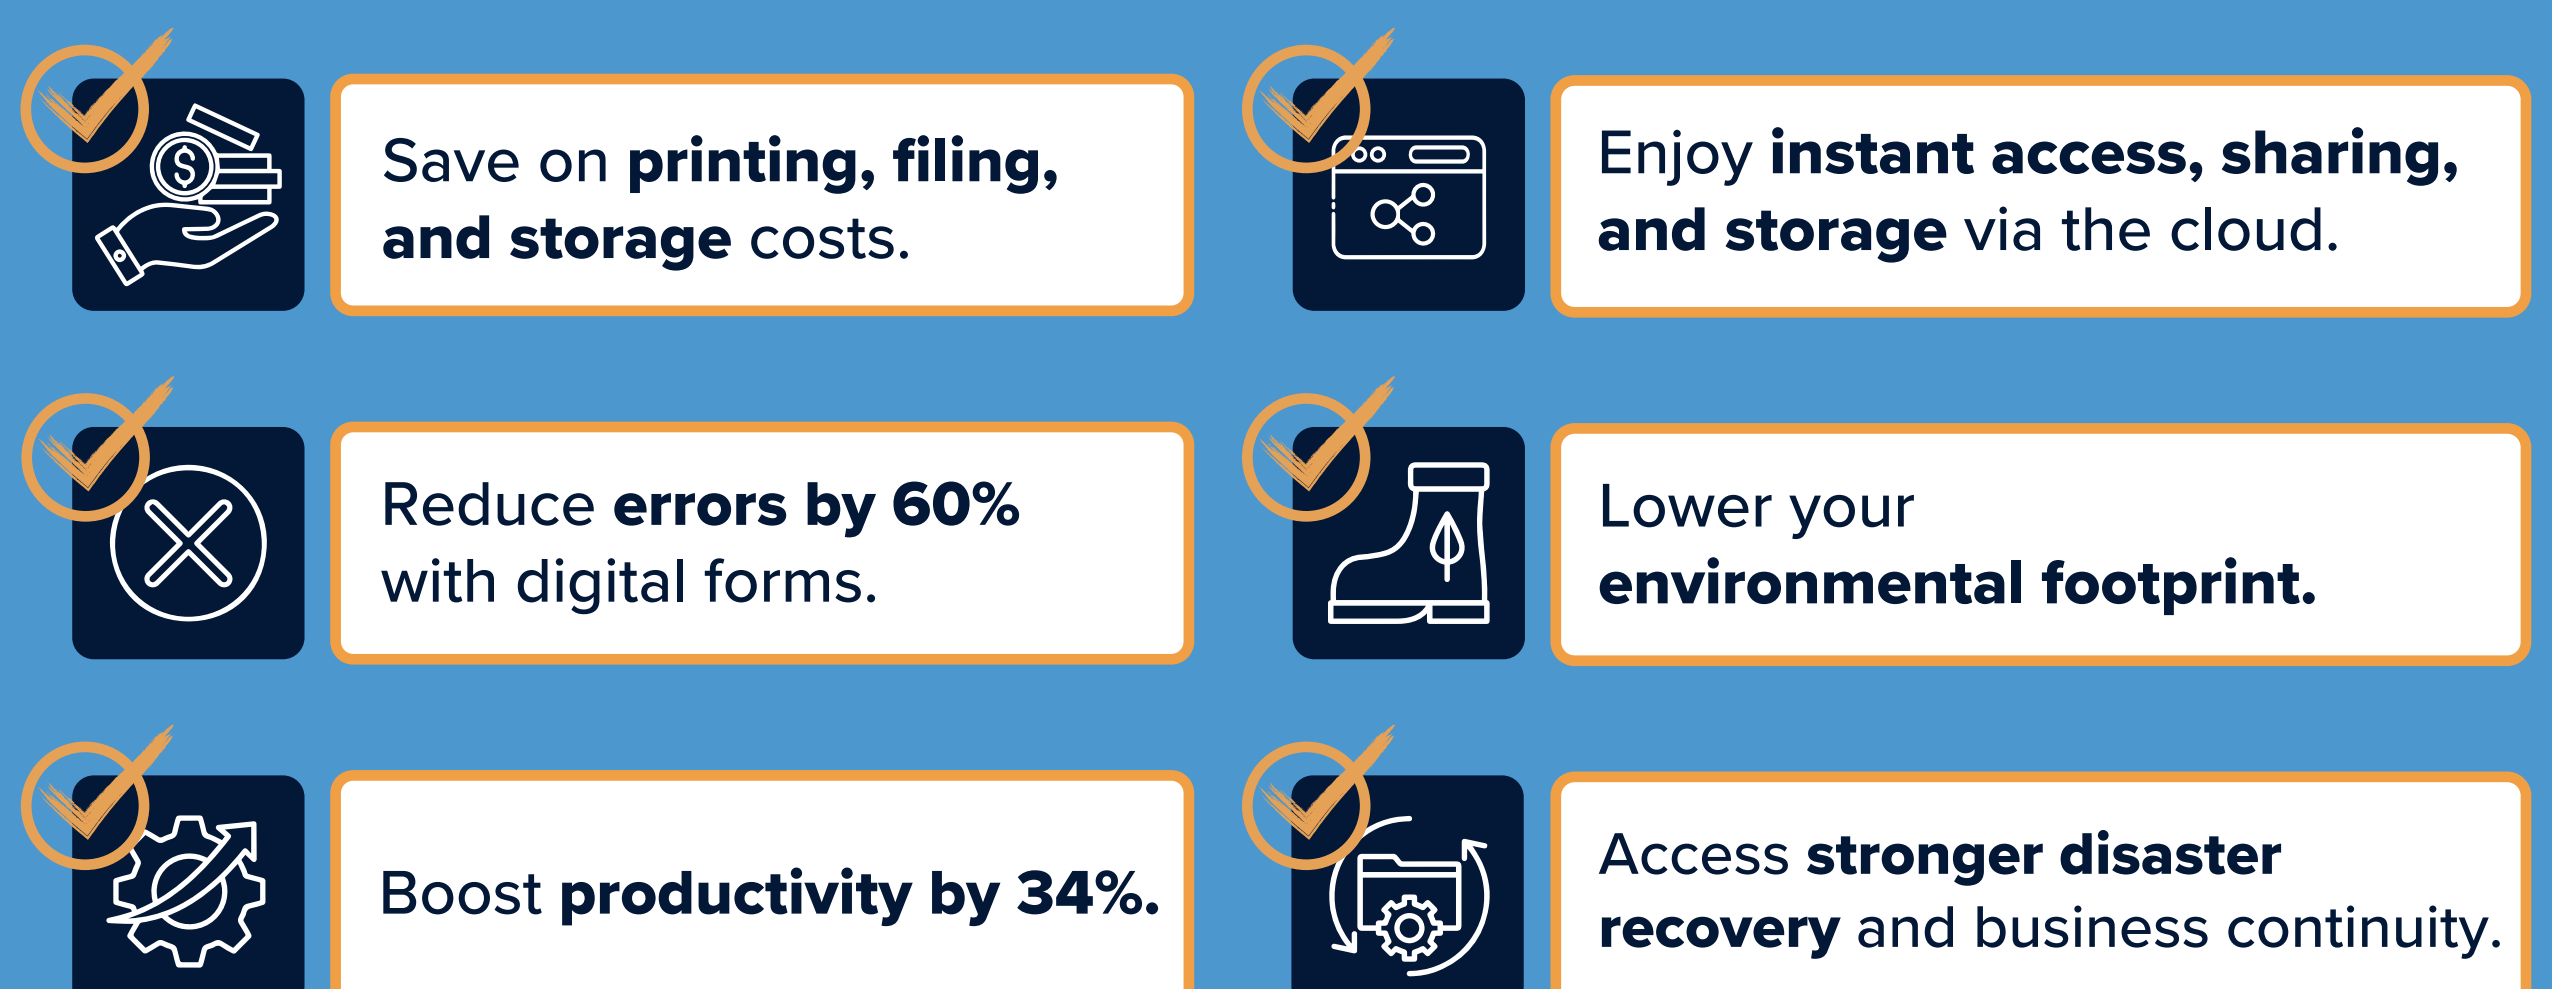 Save on printing, filing,
and storage costs.
Enjoy instant access, sharing,
and storage via the cloud.
Reduce errors by 60%
with digital forms.
Lower your
environmental footprint.
Boost productivity by 34%.
Access stronger disaster
recovery and business continuity.